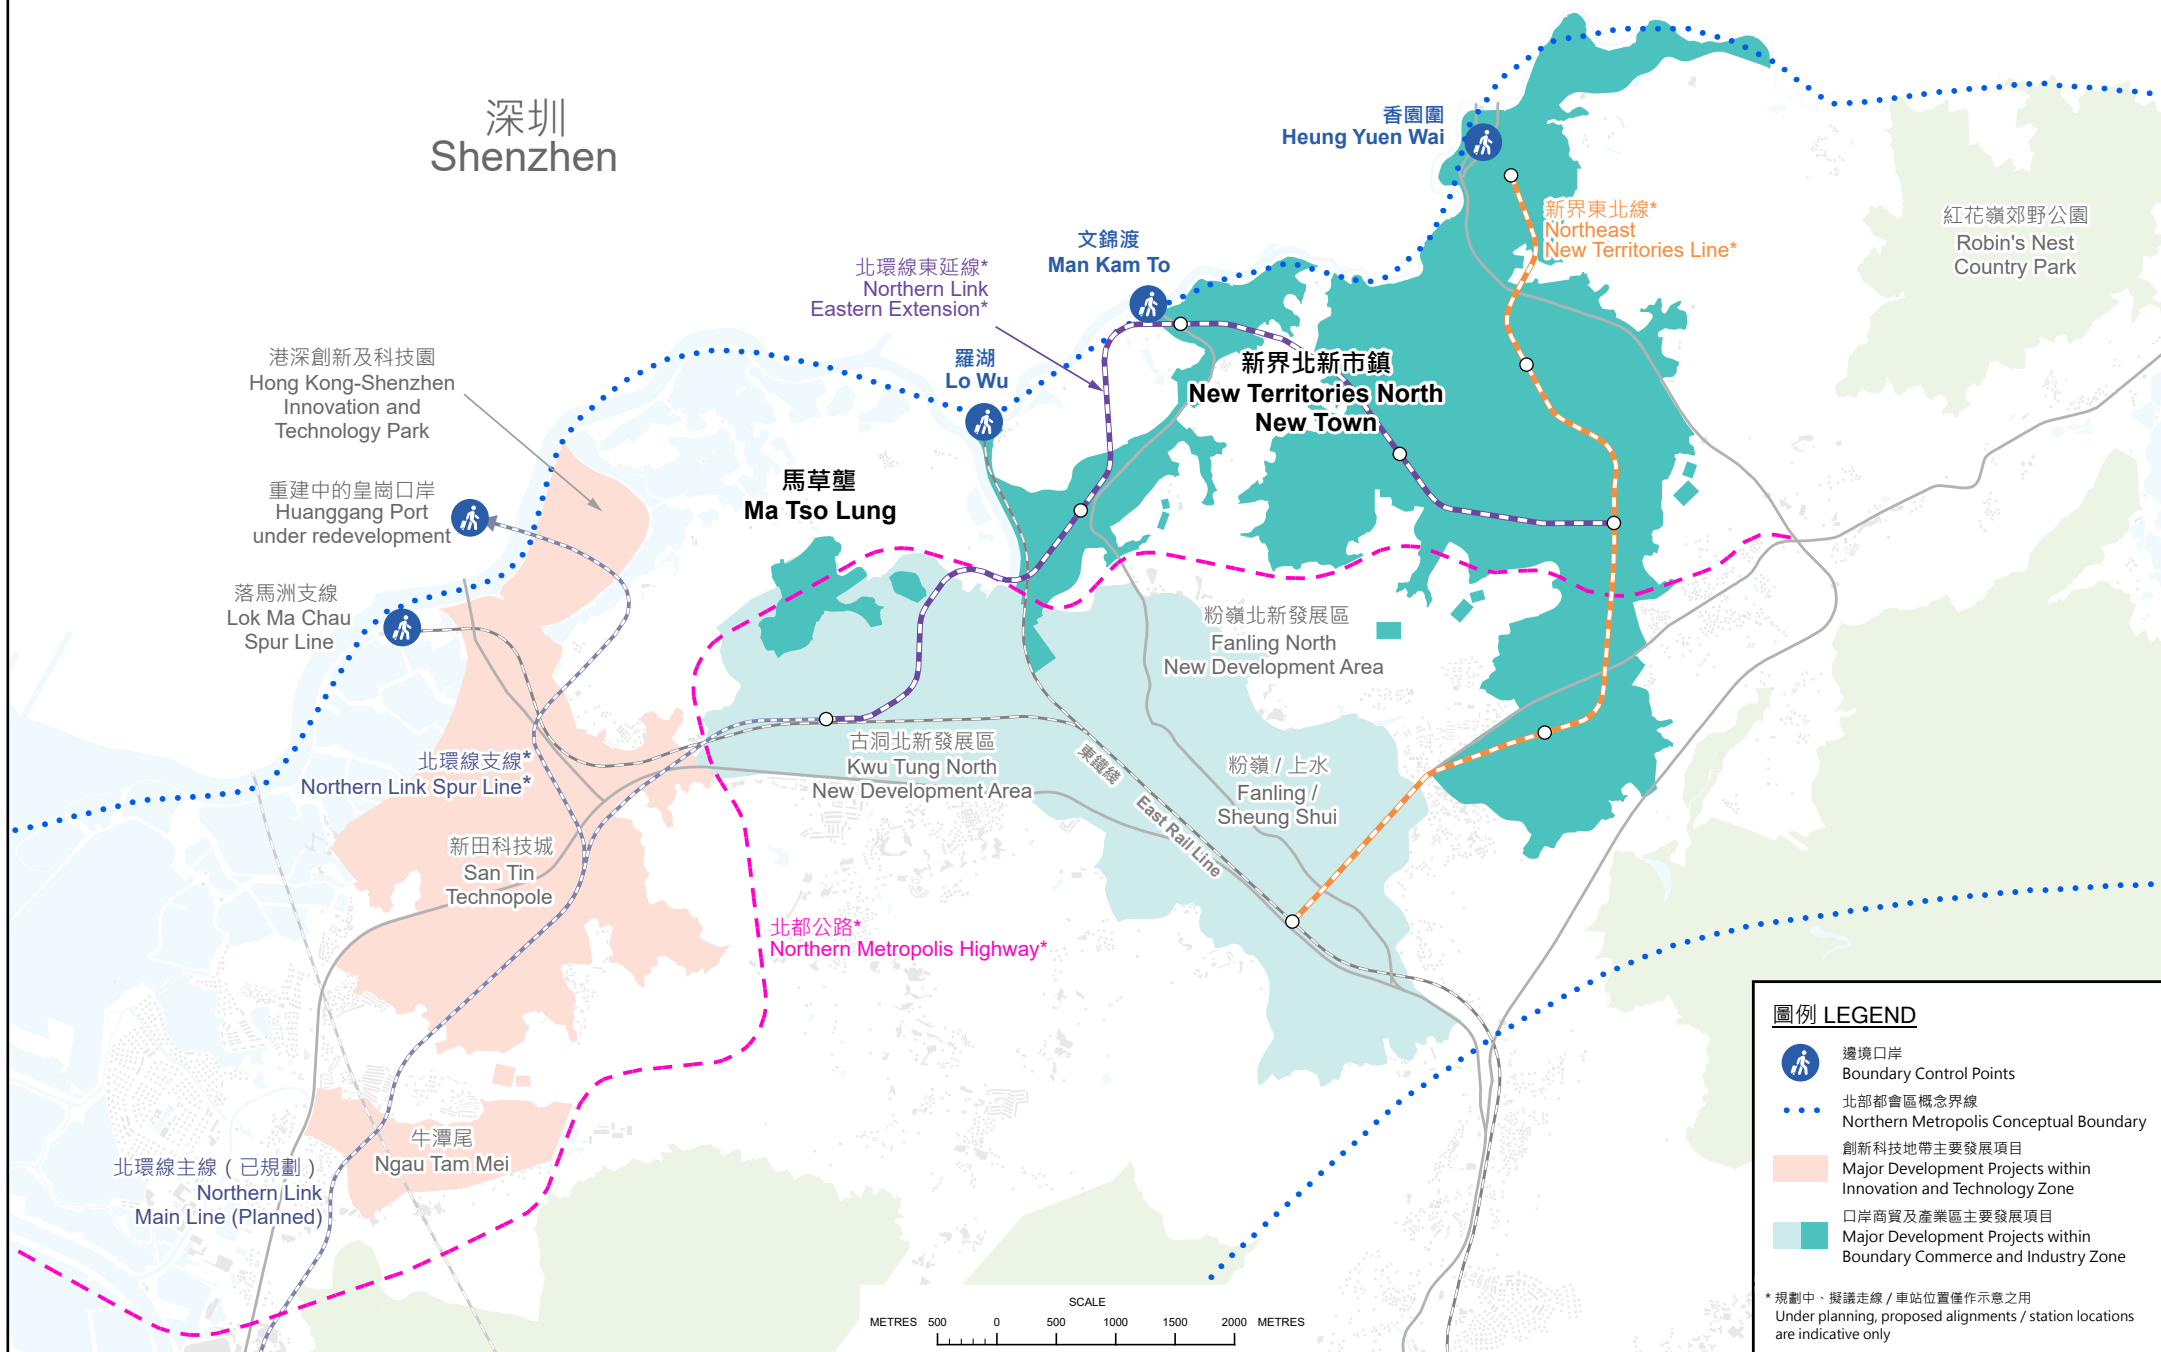 深圳
Shenzhen
香園圍
Heung Yuen Wai
新界東北線*
Northeast
New Territories Line*
紅花嶺郊野公園
Robin's Nest
Country Park
文錦渡
Man Kam To
北環線東延線*
Northern Link
Eastern Extension*
羅湖
Lo Wu
港深創新及科技園
Hong Kong-Shenzhen
Innovation and
Technology Park
新界北新市鎮
New Territories North
New Town
馬草壟
Ma Tso Lung
重建中的皇崗口岸
Huanggang Port
under redevelopment
落馬洲支線
Lok Ma Chau
Spur Line
粉嶺北新發展區
Fanling North
New Development Area
北環線支線*
Northern Link Spur Line*
古洞北新發展區
Kwu Tung North
New Development Area
東鐵綫
East Rail Line
粉嶺 / 上水
Fanling /
Sheung Shui
新田科技城
San Tin
Technopole
北都公路*
Northern Metropolis Highway*
牛潭尾
Ngau Tam Mei
北環線主線 ( 已規劃 )
Northern Link
Main Line (Planned)
圖例 LEGEND
邊境口岸
Boundary Control Points
北部都會區概念界線
Northern Metropolis Conceptual Boundary
創新科技地帶主要發展項目
Major Development Projects within
Innovation and Technology Zone
口岸商貿及產業區主要發展項目
Major Development Projects within
Boundary Commerce and Industry Zone
* 規劃中、擬議走線 / 車站位置僅作示意之用
Under planning, proposed alignments / station locations
are indicative only
SCALE
METRES 500 0 500 1000 1500 2000 METRES